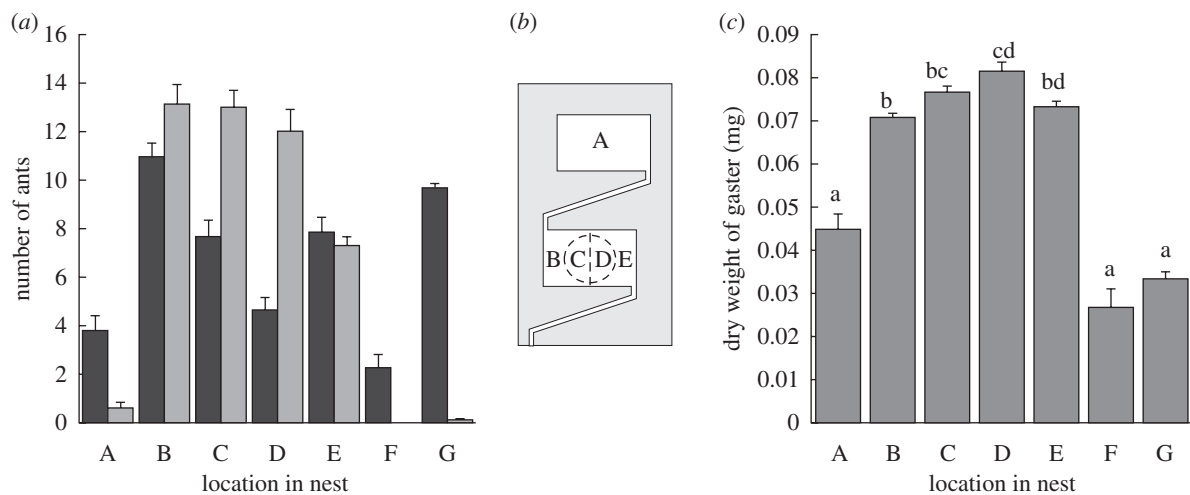 (a)
16
14
12
10
8
6
4
2
0
number of ants
A B C D E F G
location in nest
(b)
A
B C D E
(c)
0.09
0.08
0.07
0.06
0.05
0.04
0.03
0.02
0.01
0
dry weight of gaster (mg)
a b bc cd bd a a
A B C D E F G
location in nest